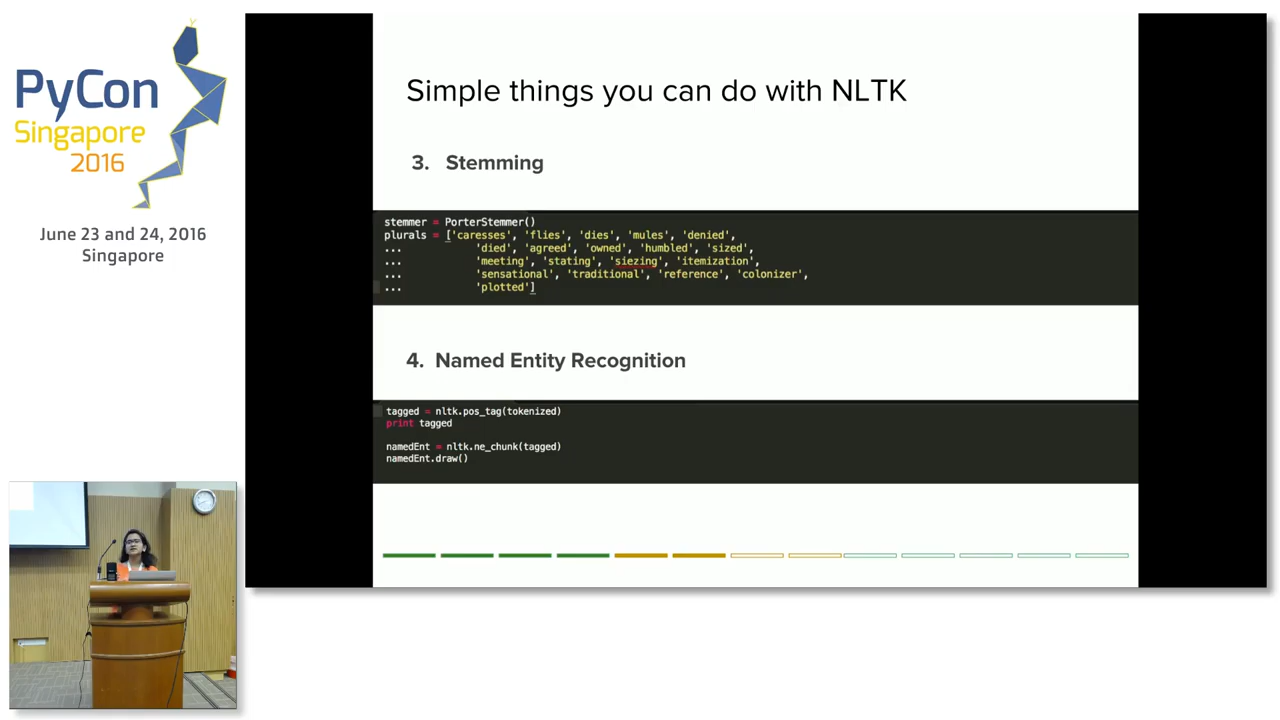 PyCon
Singapore
2016
June 23 and 24, 2016
Singapore
Simple things you can do with NLTK
3. Stemming
stemmer = PorterStemmer()
plurals = ['caresses', 'flies', 'dies', 'mules', 'denied',
... 'died', 'agreed', 'owned', 'humbled', 'sized',
... 'meeting', 'stating', 'siezing', 'itemization',
... 'sensational', 'traditional', 'reference', 'colonizer',
... 'plotted']
4. Named Entity Recognition
tagged = nltk.pos_tag(tokenized)
print tagged
namedEnt = nltk.ne_chunk(tagged)
namedEnt.draw()